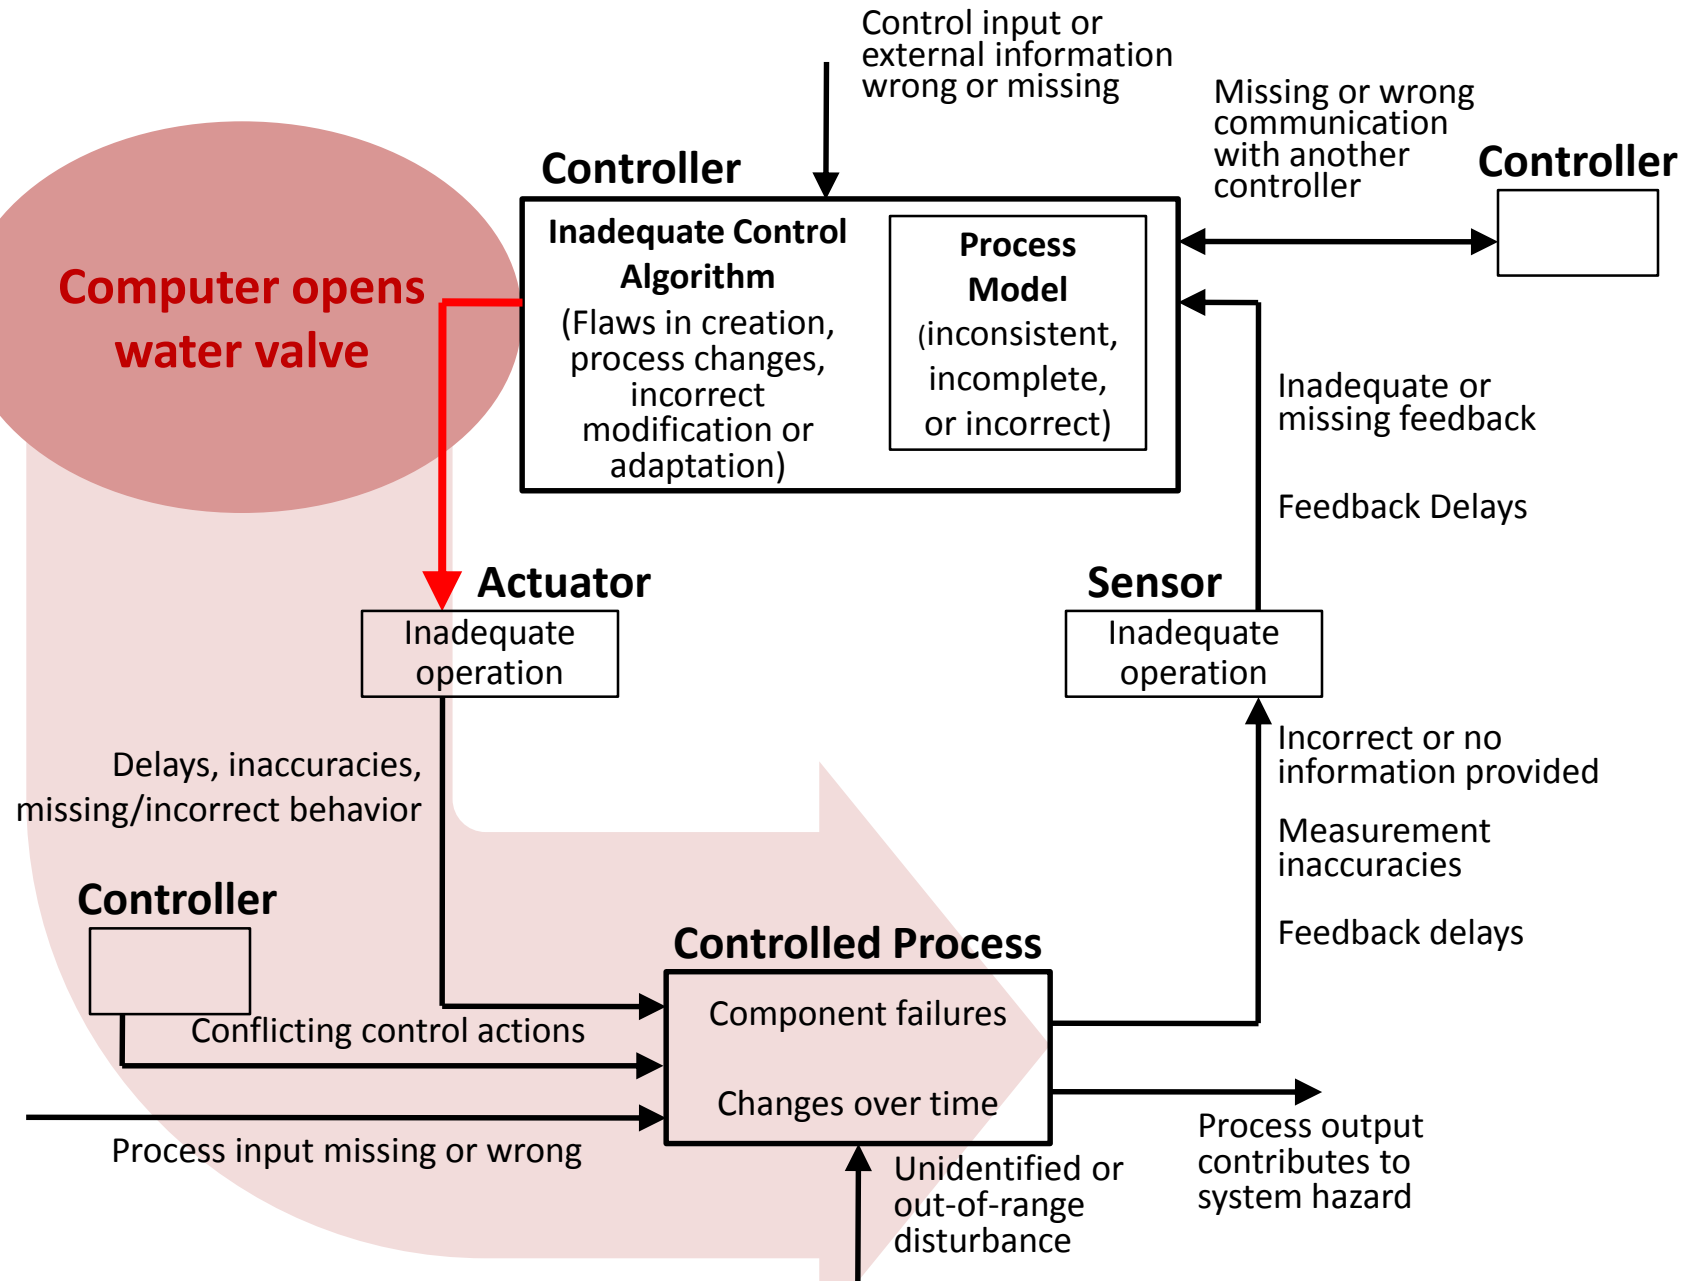 Control input or
external information
wrong or missing
Missing or wrong
communication
with another
controller
Controller
Controller
Inadequate Control
Algorithm
(Flaws in creation,
process changes,
incorrect
modification or
adaptation)
Process
Model
(inconsistent,
incomplete,
or incorrect)
Computer opens
water valve
Inadequate or
missing feedback
Feedback Delays
Actuator
Inadequate
operation
Sensor
Inadequate
operation
Delays, inaccuracies,
missing/incorrect behavior
Incorrect or no
information provided
Measurement
inaccuracies
Feedback delays
Controller
Controlled Process
Component failures
Changes over time
Conflicting control actions
Process input missing or wrong
Unidentified or
out-of-range
disturbance
Process output
contributes to
system hazard